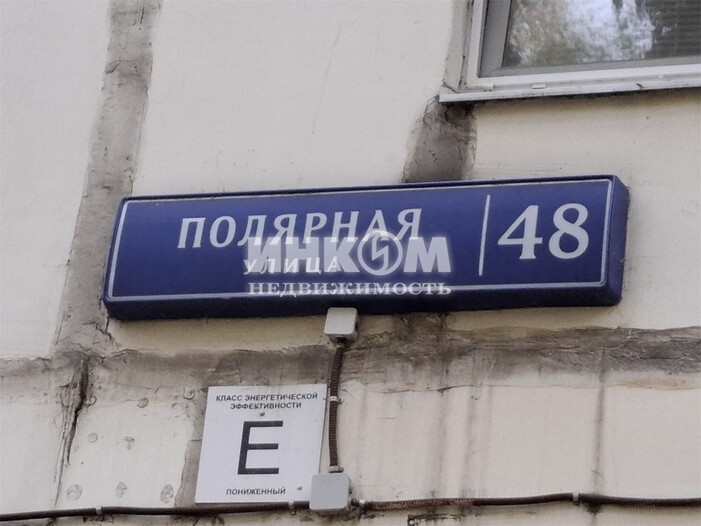 ПОЛЯРНАЯ
УЛИЦА
48
ИНКОМ
НЕДВИЖИМОСТЬ
КЛАСС ЭНЕРГЕТИЧЕСКОЙ
ЭФФЕКТИВНОСТИ
E
ПОНИЖЕННЫЙ